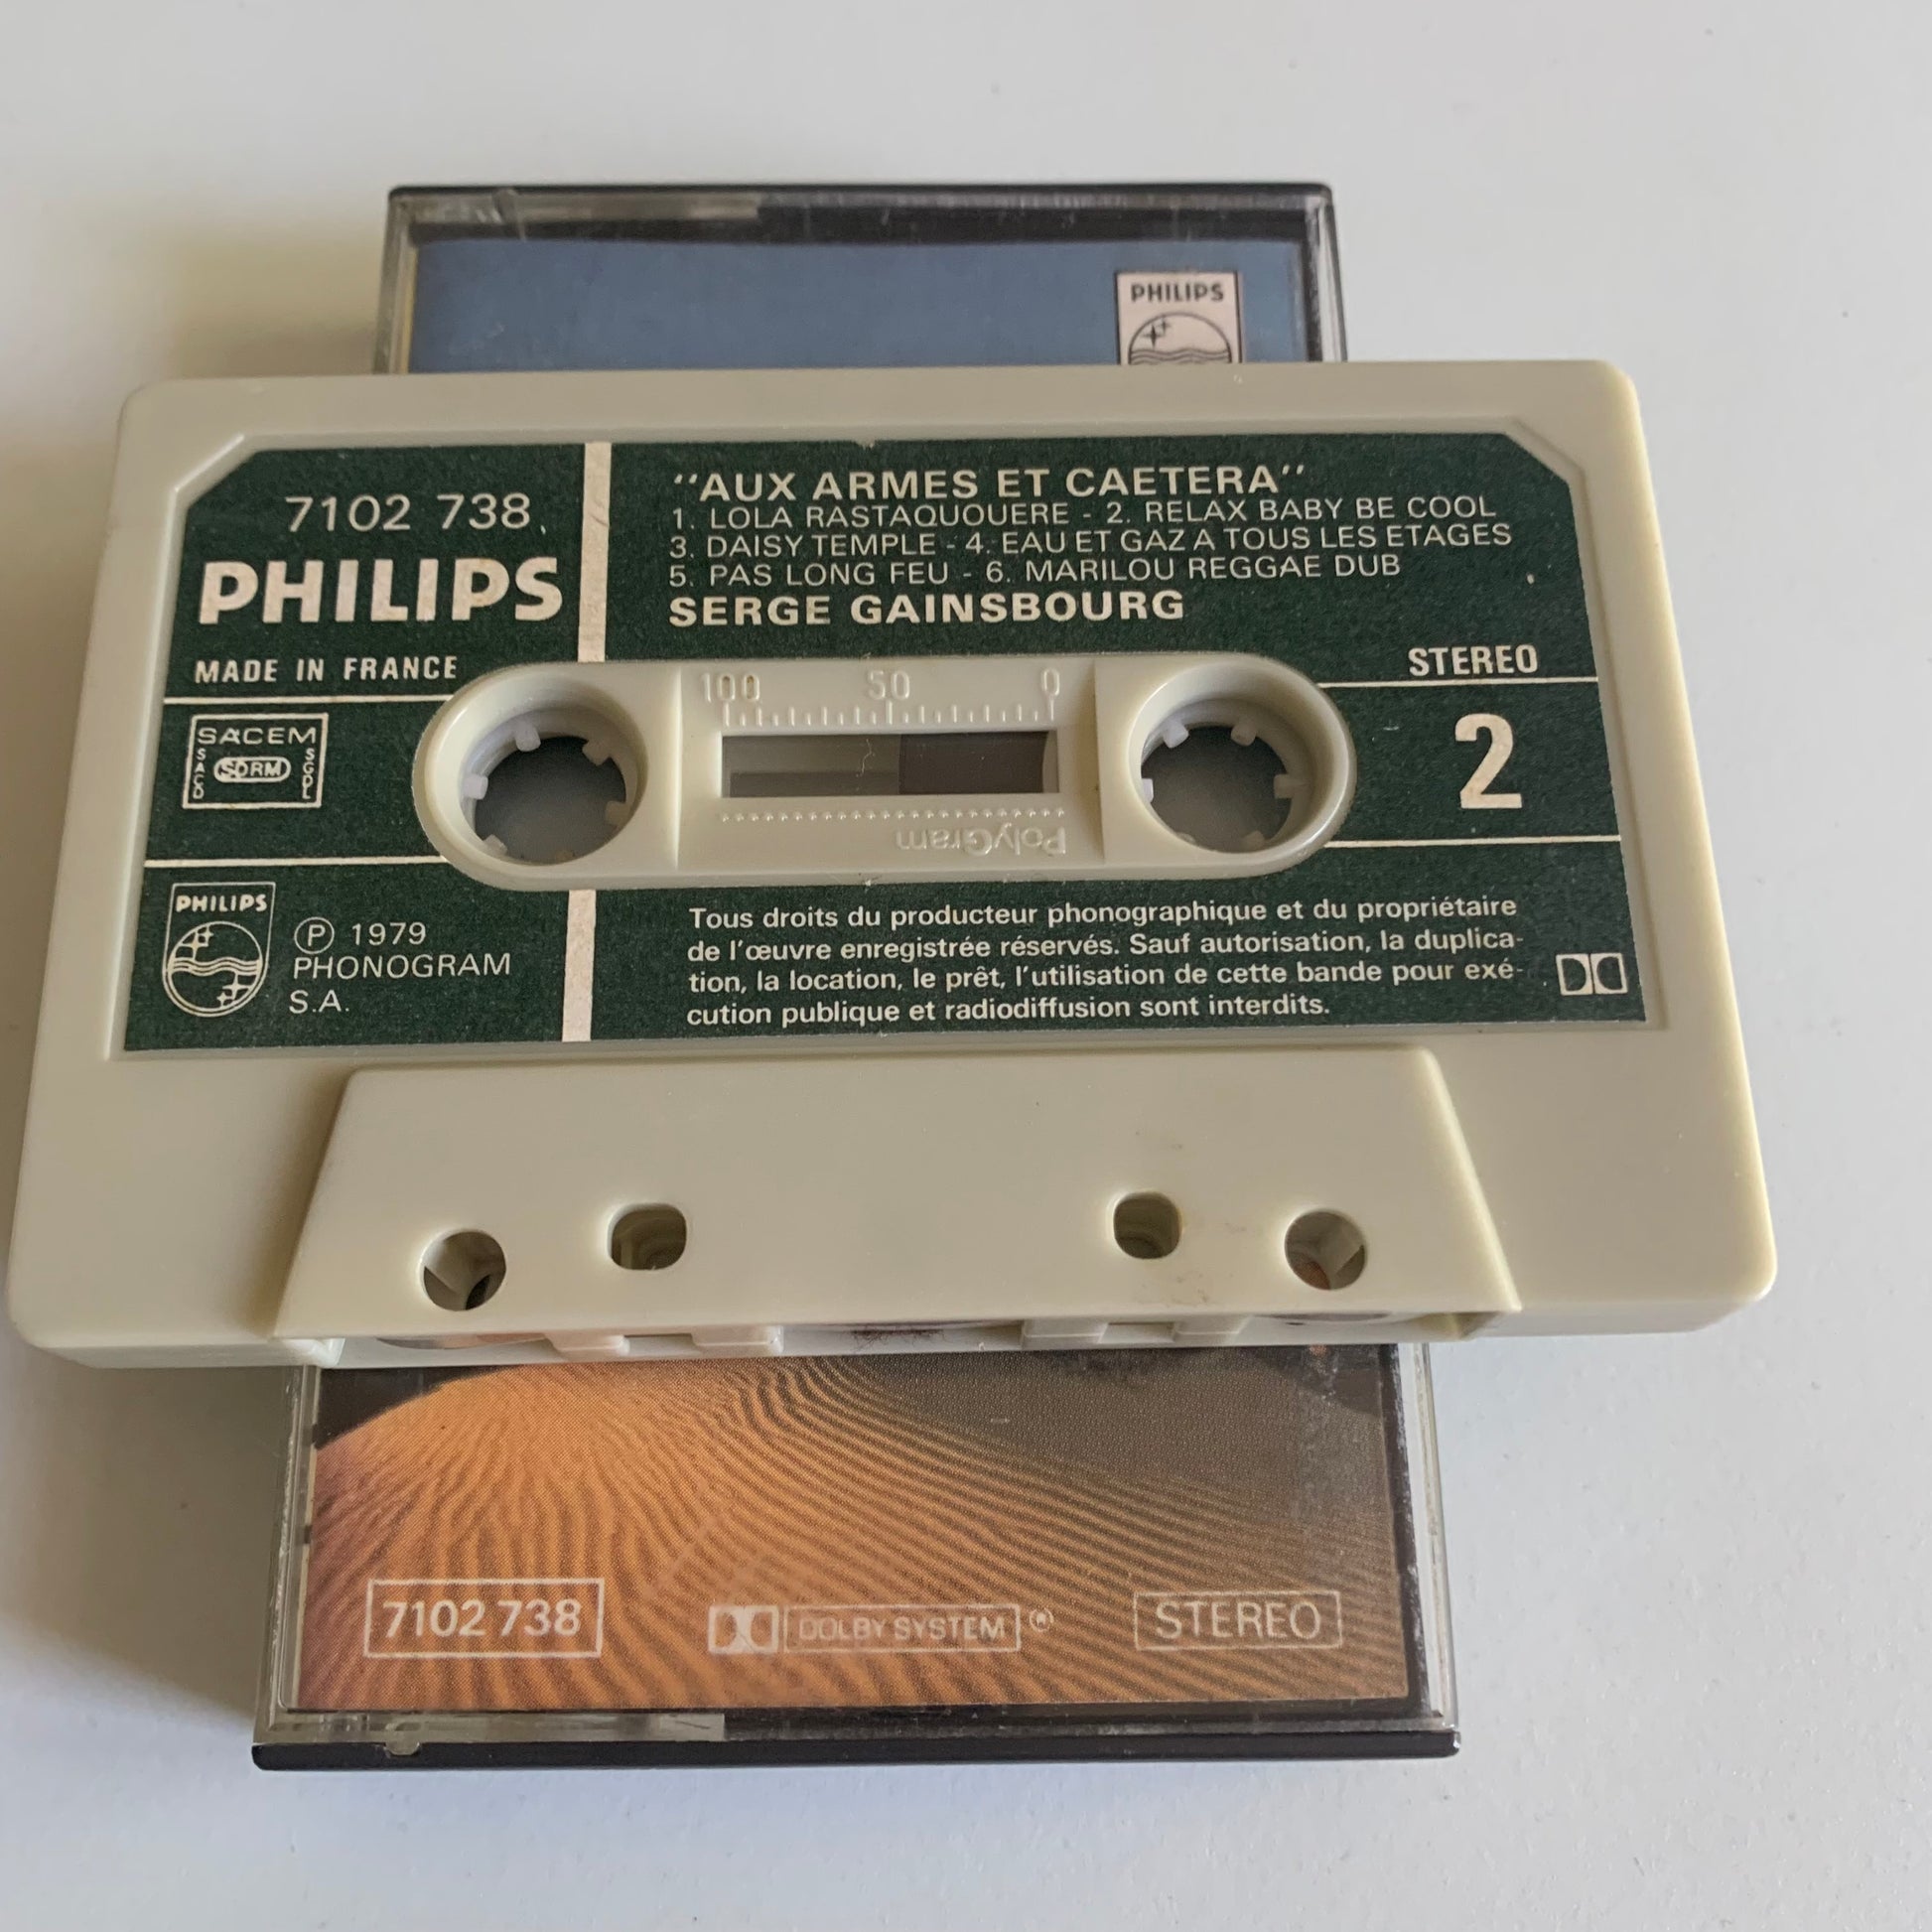 PHILIPS
7102 738
PHILIPS
MADE IN FRANCE
"AUX ARMES ET CAETERA"
1. LOLA RASTAQUOUERE - 2. RELAX BABY BE COOL
3. DAISY TEMPLE - 4. EAU ET GAZ A TOUS LES ETAGES
5. PAS LONG FEU - 6. MARILOU REGGAE DUB
SERGE GAINSBOURG
STEREO
100 50 0
SACEM
SACD
SDRM
SGDL
2
PolyGram
PHILIPS
Ⓟ 1979
PHONOGRAM
S.A.
Tous droits du producteur phonographique et du propriétaire
de l'œuvre enregistrée réservés. Sauf autorisation, la duplica-
tion, la location, le prêt, l'utilisation de cette bande pour exé-
cution publique et radiodiffusion sont interdits.
7102 738
DOLBY SYSTEM ®
STEREO